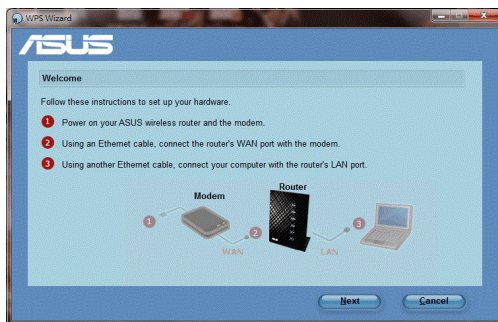 WPS Wizard
ASUS
Welcome
Follow these instructions to set up your hardware.
1 Power on your ASUS wireless router and the modem.
2 Using an Ethernet cable, connect the router's WAN port with the modem.
3 Using another Ethernet cable, connect your computer with the router's LAN port.
Modem
Router
1
2
3
WAN
LAN
Next
Cancel